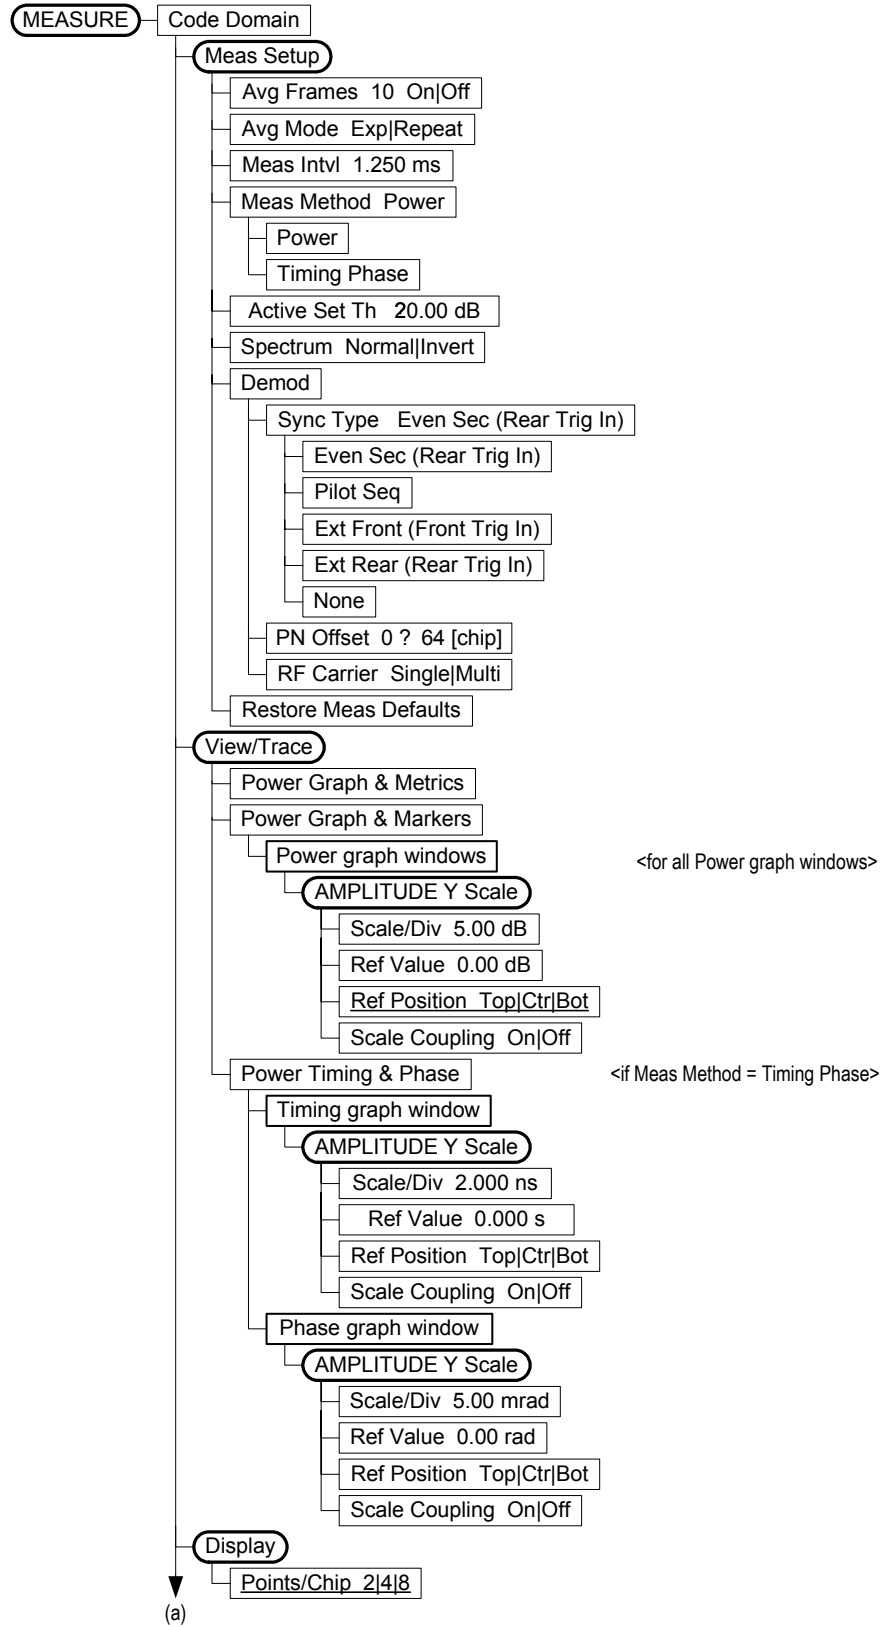 MEASURE Code Domain
Meas Setup
Avg Frames 10 On|Off
Avg Mode Exp|Repeat
Meas Intvl 1.250 ms
Meas Method Power
Power
Timing Phase
Active Set Th 20.00 dB
Spectrum Normal|Invert
Demod
Sync Type Even Sec (Rear Trig In)
Even Sec (Rear Trig In)
Pilot Seq
Ext Front (Front Trig In)
Ext Rear (Rear Trig In)
None
PN Offset 0 ? 64 [chip]
RF Carrier Single|Multi
Restore Meas Defaults
View/Trace
Power Graph & Metrics
Power Graph & Markers
Power graph windows <for all Power graph windows>
AMPLITUDE Y Scale
Scale/Div 5.00 dB
Ref Value 0.00 dB
Ref Position Top|Ctr|Bot
Scale Coupling On|Off
Power Timing & Phase <if Meas Method = Timing Phase>
Timing graph window
AMPLITUDE Y Scale
Scale/Div 2.000 ns
Ref Value 0.000 s
Ref Position Top|Ctr|Bot
Scale Coupling On|Off
Phase graph window
AMPLITUDE Y Scale
Scale/Div 5.00 mrad
Ref Value 0.00 rad
Ref Position Top|Ctr|Bot
Scale Coupling On|Off
Display
Points/Chip 2|4|8
(a)